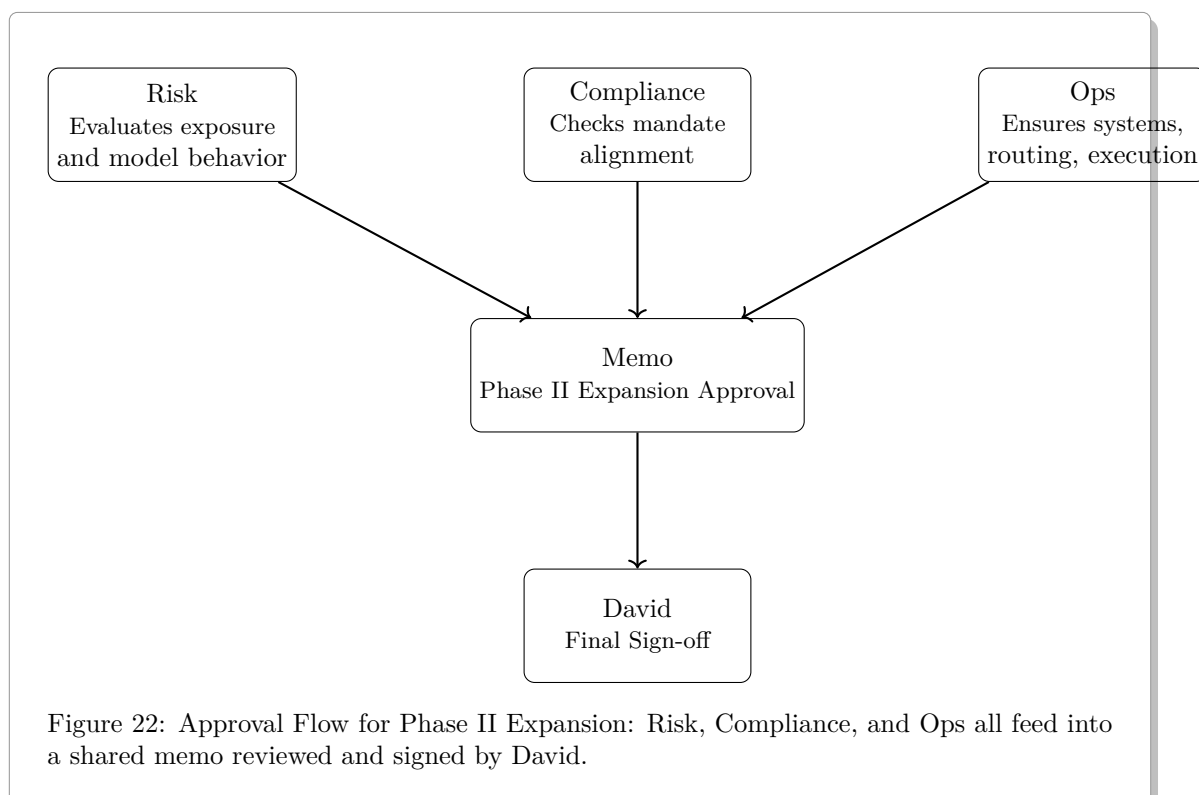 Risk
Evaluates exposure
and model behavior
Compliance
Checks mandate
alignment
Ops
Ensures systems,
routing, execution
Memo
Phase II Expansion Approval
David
Final Sign-off
Figure 22: Approval Flow for Phase II Expansion: Risk, Compliance, and Ops all feed into
a shared memo reviewed and signed by David.